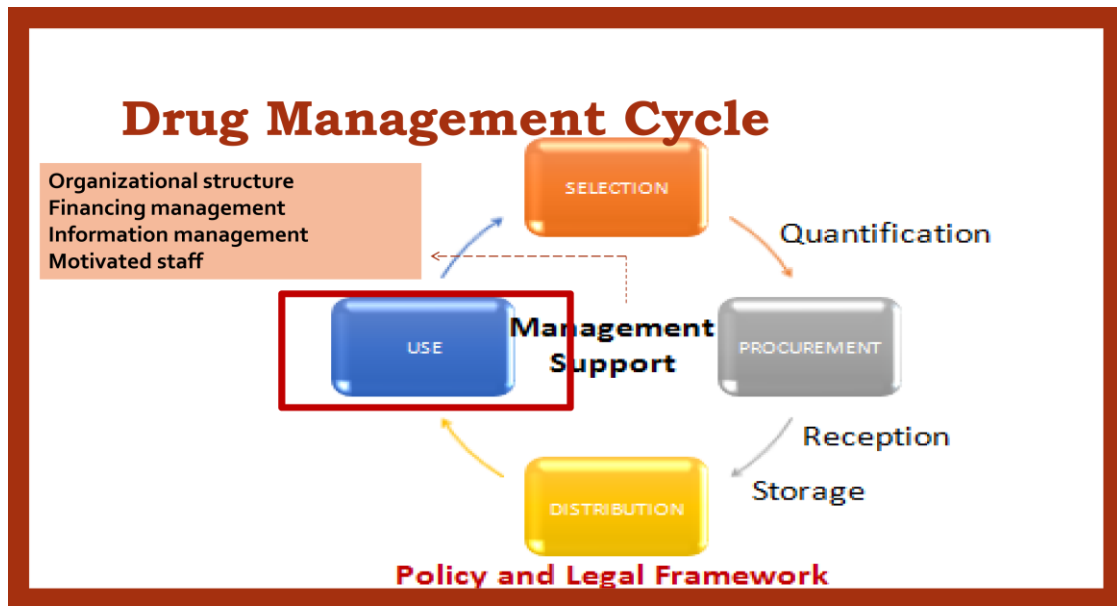 Drug Management Cycle
Organizational structure
Financing management
Information management
Motivated staff
SELECTION
Quantification
USE
Management
Support
PROCUREMENT
Reception
Storage
DISTRIBUTION
Policy and Legal Framework